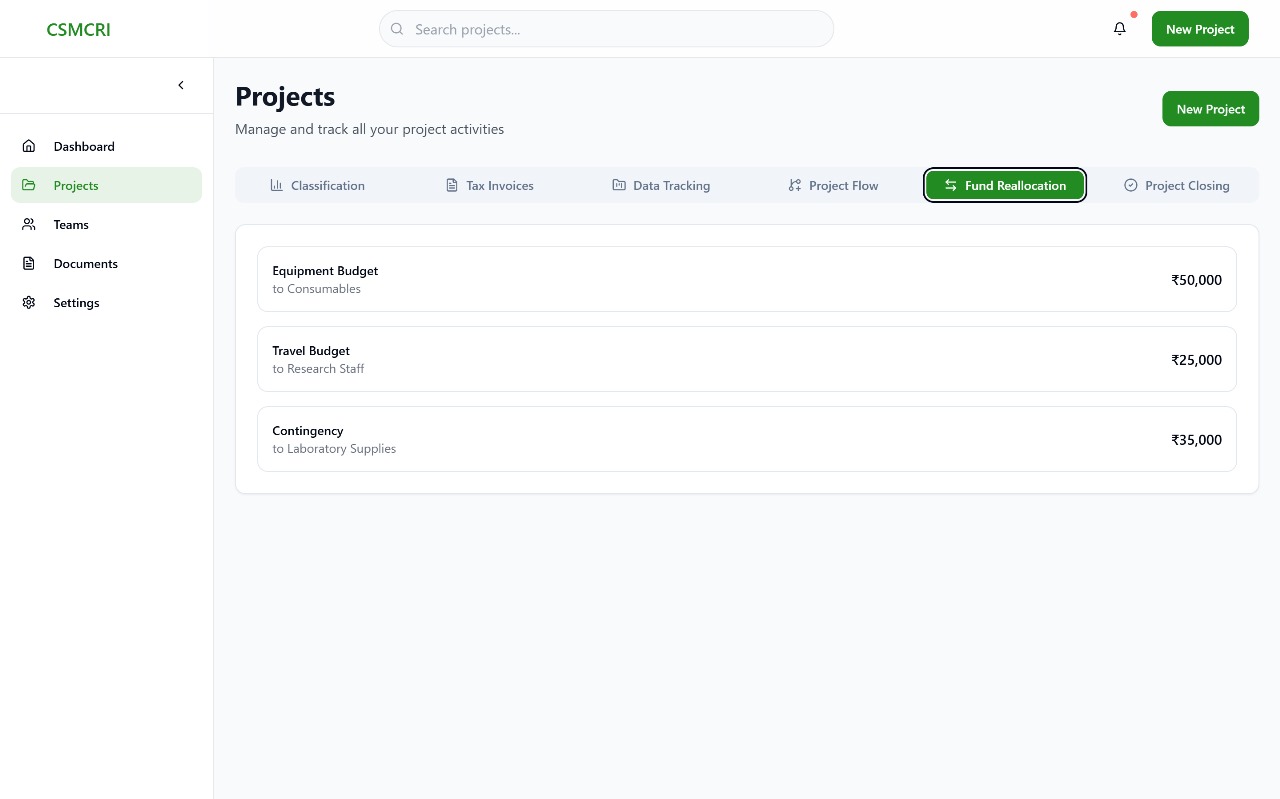 CSMCRI
Search projects...
New Project
Dashboard
Projects
Teams
Documents
Settings
Projects
Manage and track all your project activities
New Project
Classification
Tax Invoices
Data Tracking
Project Flow
Fund Reallocation
Project Closing
Equipment Budget
to Consumables
₹50,000
Travel Budget
to Research Staff
₹25,000
Contingency
to Laboratory Supplies
₹35,000